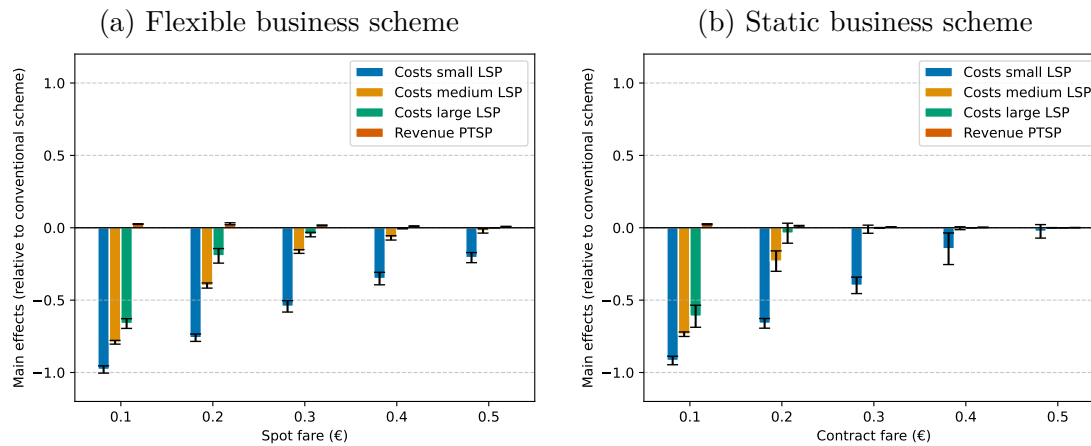 (a) Flexible business scheme
Main effects (relative to conventional scheme)
1.0
0.5
0.0
−0.5
−1.0
Costs small LSP
Costs medium LSP
Costs large LSP
Revenue PTSP
0.1 0.2 0.3 0.4 0.5
Spot fare (€)
(b) Static business scheme
Main effects (relative to conventional scheme)
1.0
0.5
0.0
−0.5
−1.0
Costs small LSP
Costs medium LSP
Costs large LSP
Revenue PTSP
0.1 0.2 0.3 0.4 0.5
Contract fare (€)